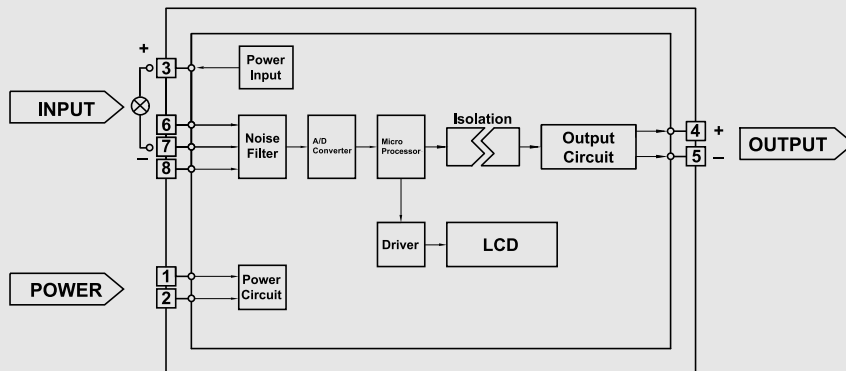 +
3
Power
Input
INPUT
6
7
8
–
Noise
Filter
A/D
Converter
Micro
Processor
Isolation
Output
Circuit
4
+
5
–
OUTPUT
Driver
LCD
POWER
1
2
Power
Circuit